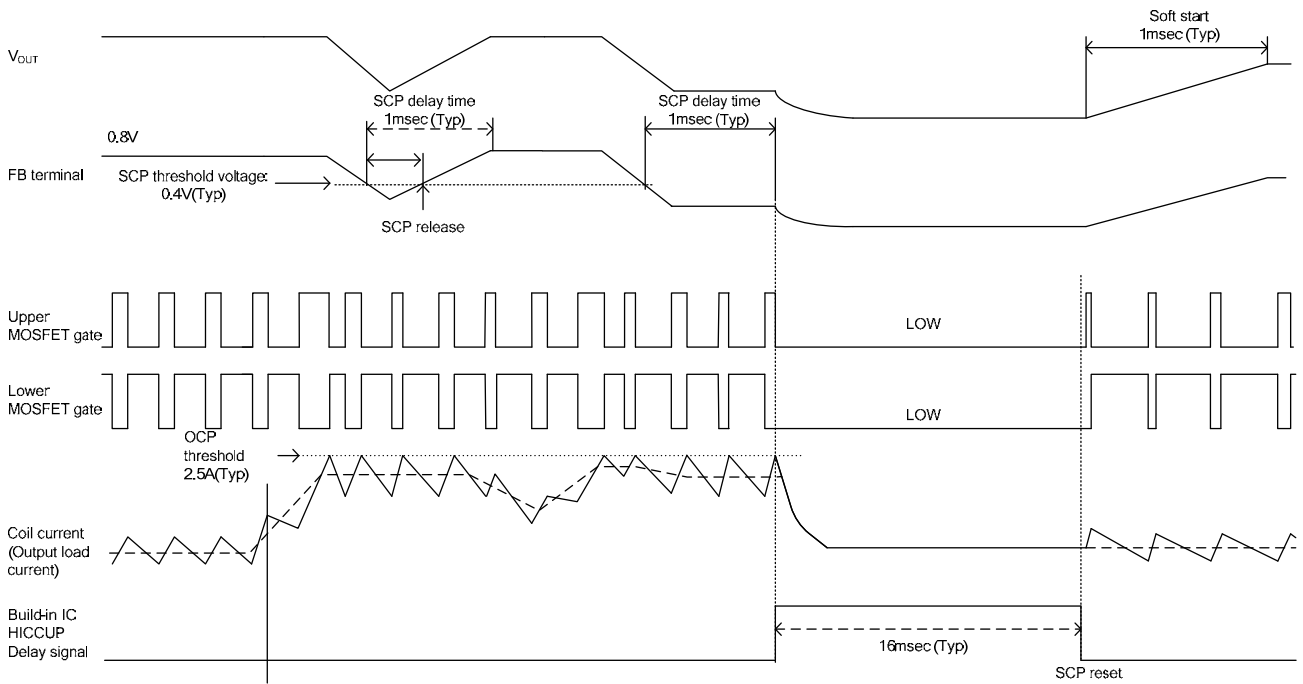 Soft start
1msec (Typ)
VOUT
SCP delay time
1msec (Typ)
SCP delay time
1msec (Typ)
0.8V
FB terminal
SCP threshold voltage:
0.4V(Typ)
SCP release
Upper
MOSFET gate
LOW
Lower
MOSFET gate
LOW
OCP
threshold
2.5A(Typ)
Coil current
(Output load
current)
Build-in IC
HICCUP
Delay signal
16msec (Typ)
SCP reset